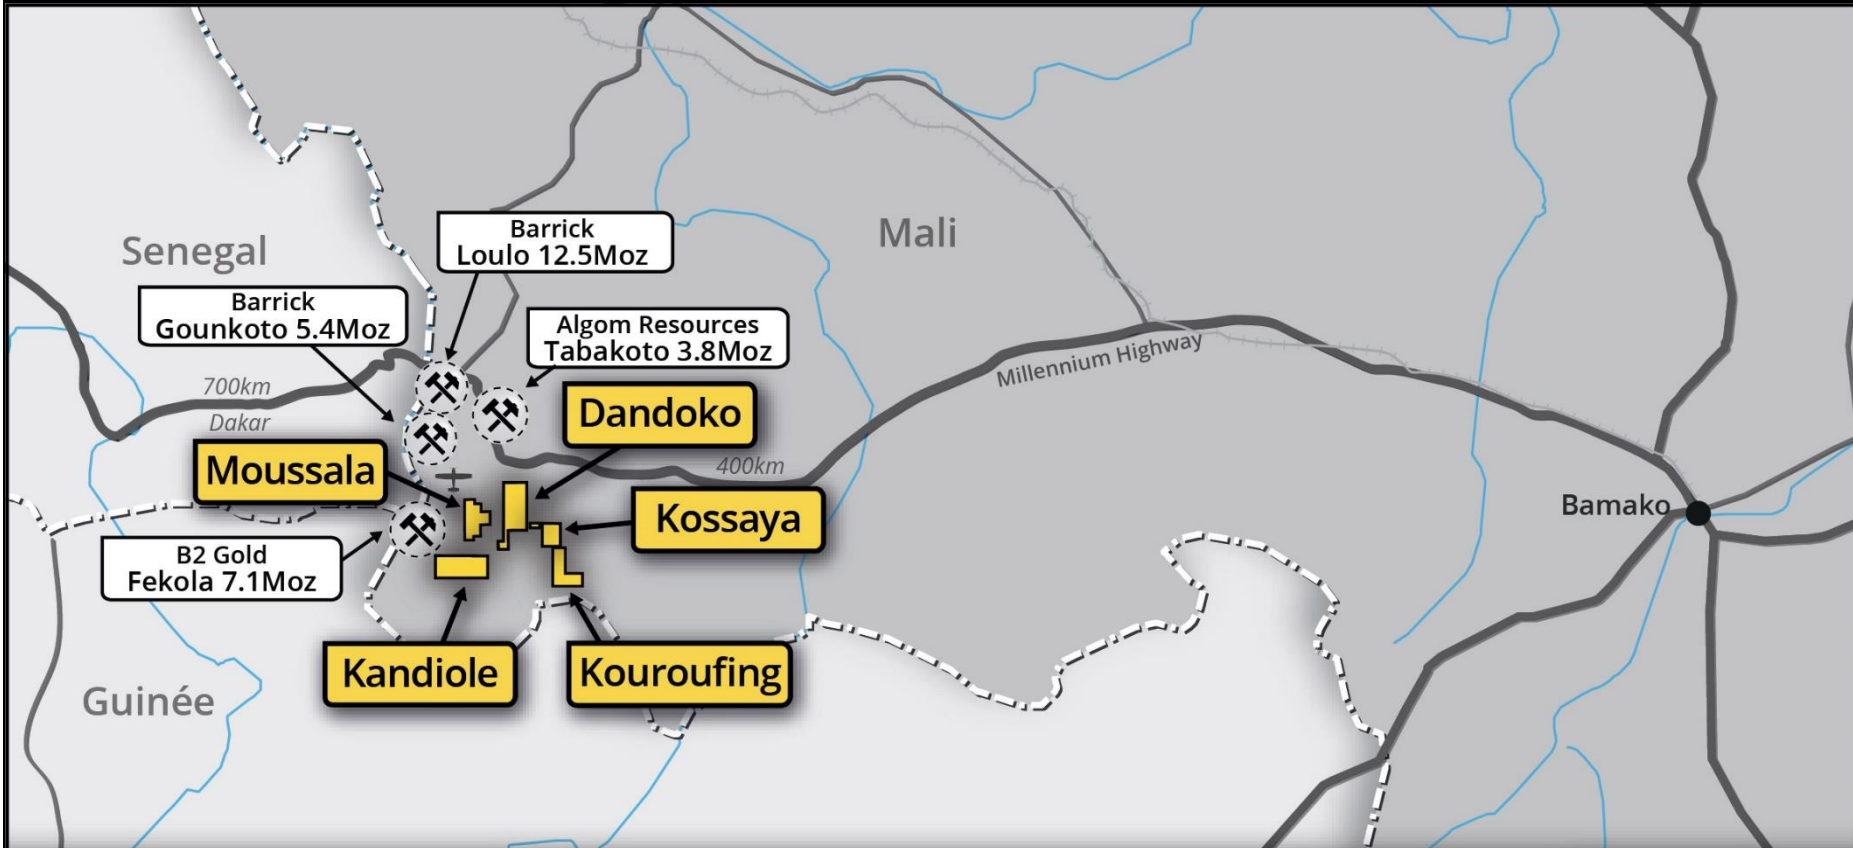 Senegal
Mali
Barrick
Loulo 12.5Moz
Barrick
Gounkoto 5.4Moz
Algom Resources
Tabakoto 3.8Moz
Millennium Highway
700km
Dakar
Dandoko
Moussala
400km
Kossaya
Bamako
B2 Gold
Fekola 7.1Moz
Kandiole
Kouroufing
Guinée